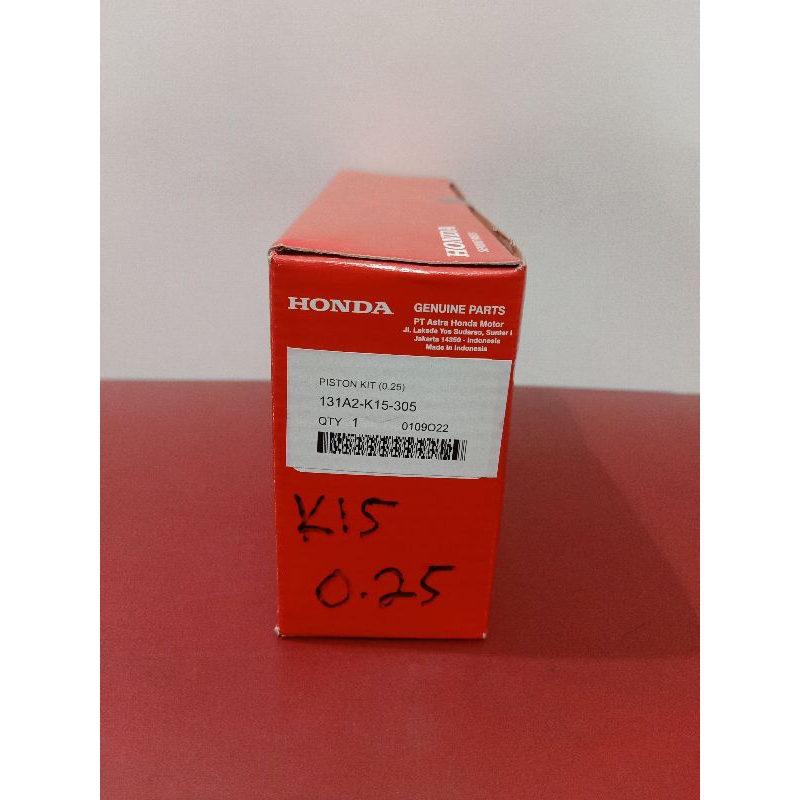 HONDA
HONDA
GENUINE PARTS
PT Astra Honda Motor
Jl. Laksda Yos Sudarso, Sunter I
Jakarta 14350 - Indonesia
Made in Indonesia
PISTON KIT (0.25)
131A2-K15-305
QTY 1
0109O22
K15
0.25